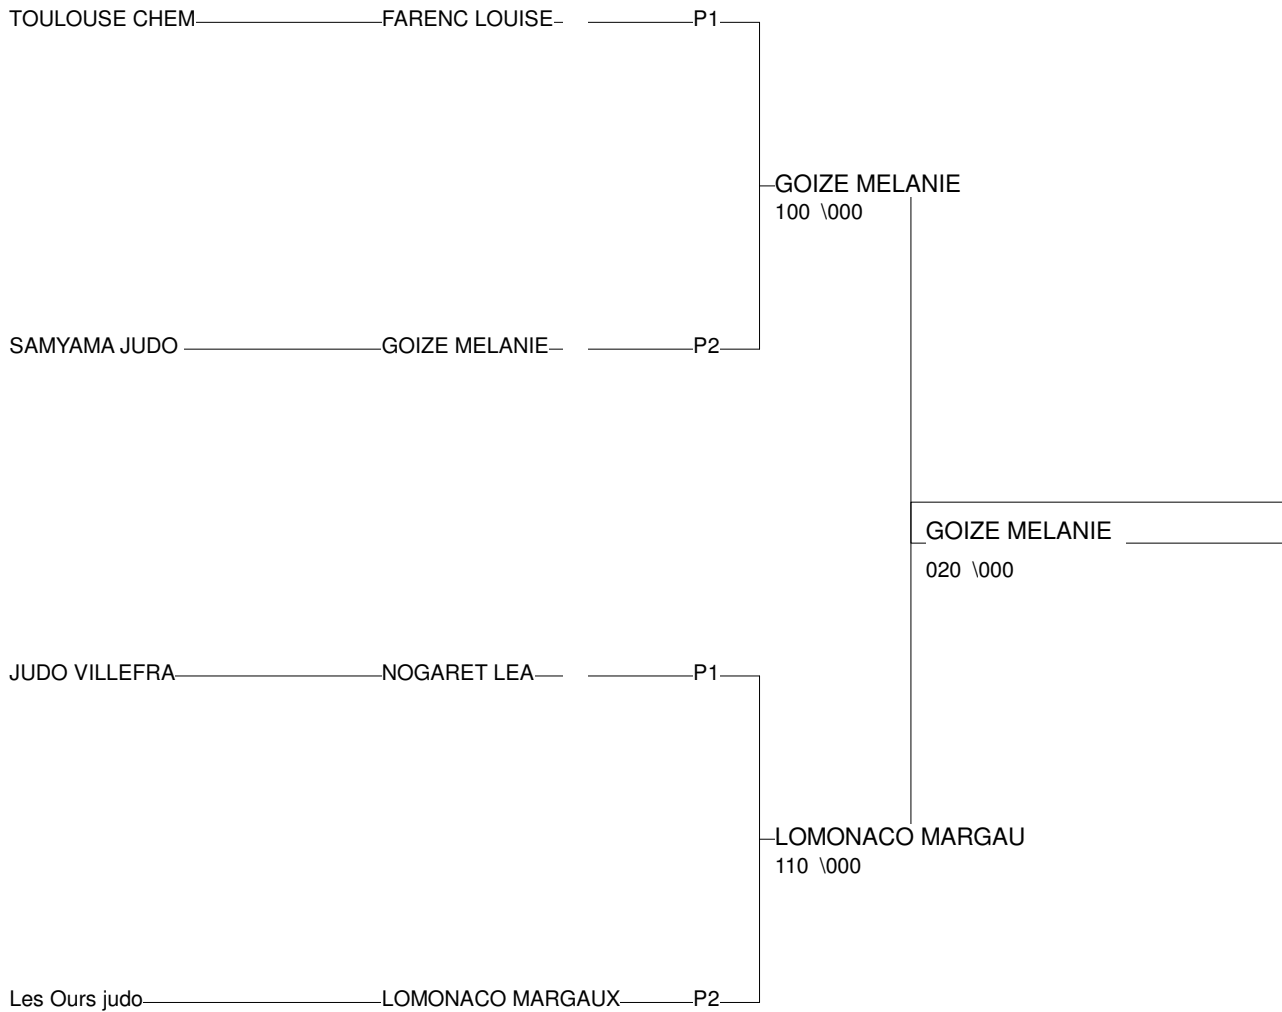 TOULOUSE CHEM FARENC LOUISE P1
GOIZE MELANIE
100 \000
SAMYAMA JUDO GOIZE MELANIE P2
GOIZE MELANIE
020 \000
JUDO VILLEFRA NOGARET LEA P1
LOMONACO MARGAU
110 \000
Les Ours judo LOMONACO MARGAUX P2